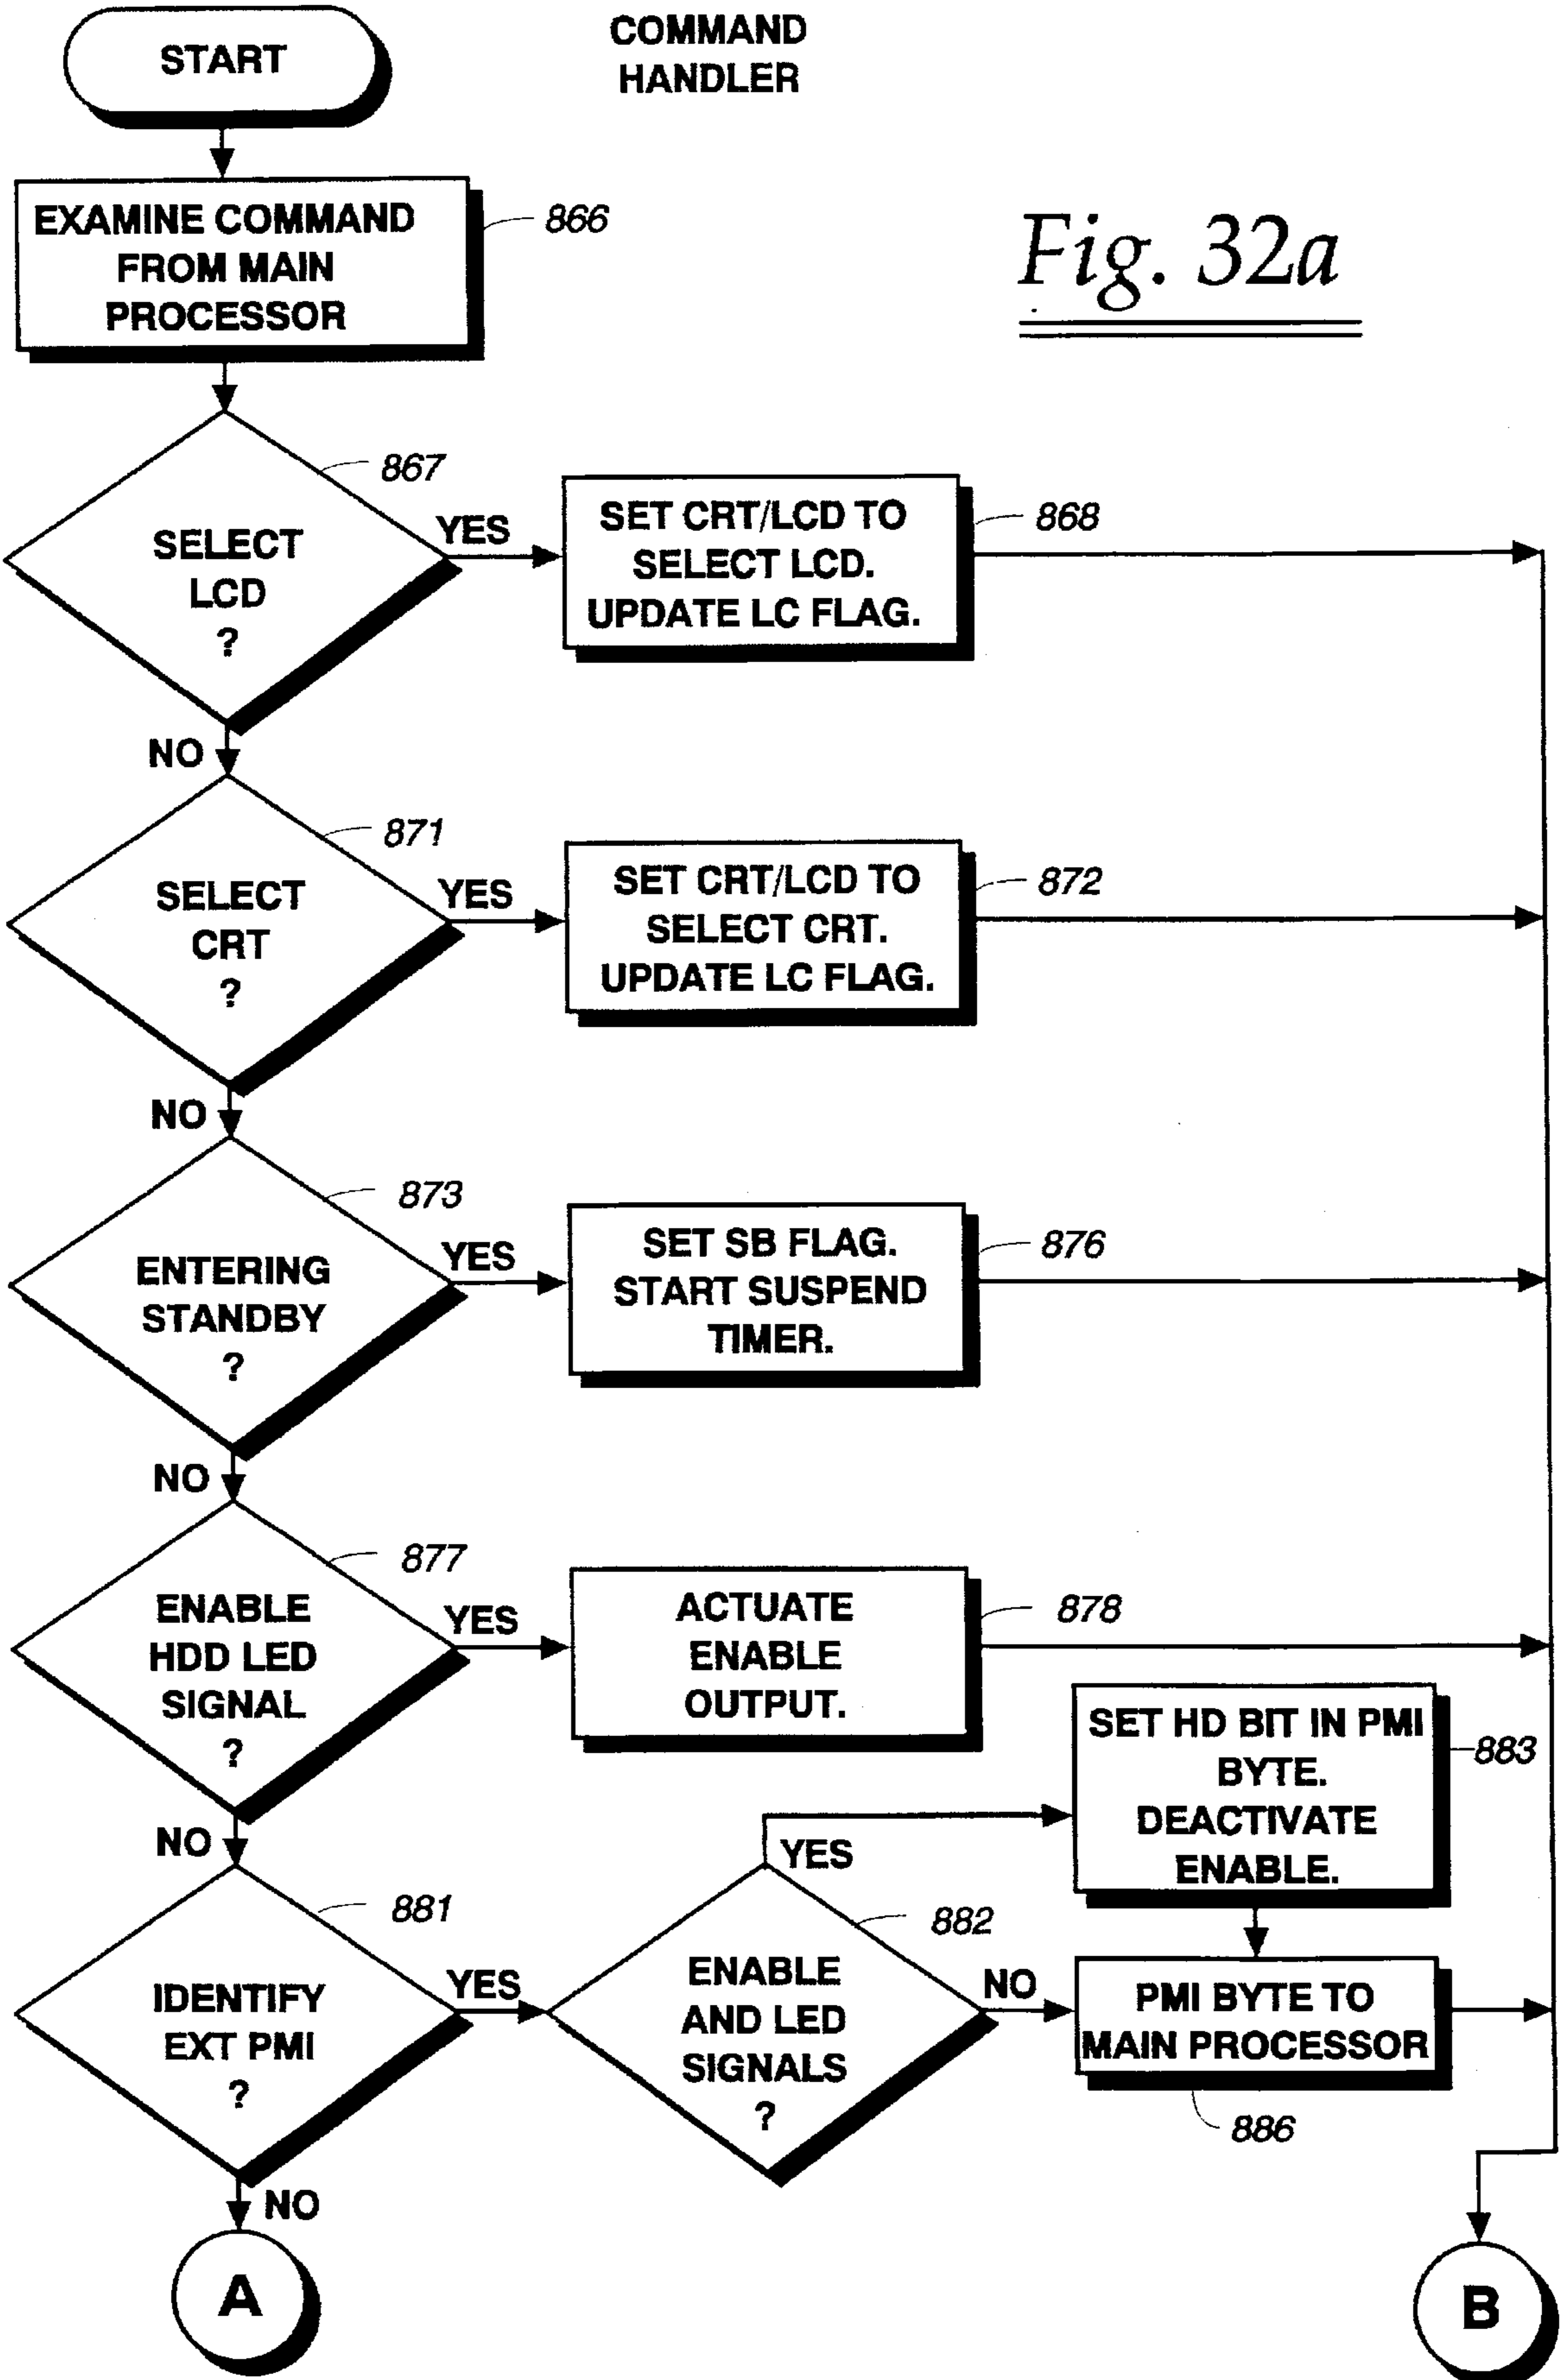 START
COMMAND
HANDLER
EXAMINE COMMAND
FROM MAIN
PROCESSOR
866
Fig. 32a
867
SELECT
LCD
?
YES
SET CRT/LCD TO
SELECT LCD.
UPDATE LC FLAG.
868
NO
871
SELECT
CRT
?
YES
SET CRT/LCD TO
SELECT CRT.
UPDATE LC FLAG.
872
NO
873
ENTERING
STANDBY
?
YES
SET SB FLAG.
START SUSPEND
TIMER.
876
NO
877
ENABLE
HDD LED
SIGNAL
?
YES
ACTUATE
ENABLE
OUTPUT.
878
SET HD BIT IN PMI
BYTE.
DEACTIVATE
ENABLE.
883
NO
881
IDENTIFY
EXT PMI
?
YES
882
ENABLE
AND LED
SIGNALS
?
YES
NO
PMI BYTE TO
MAIN PROCESSOR
886
NO
A
B